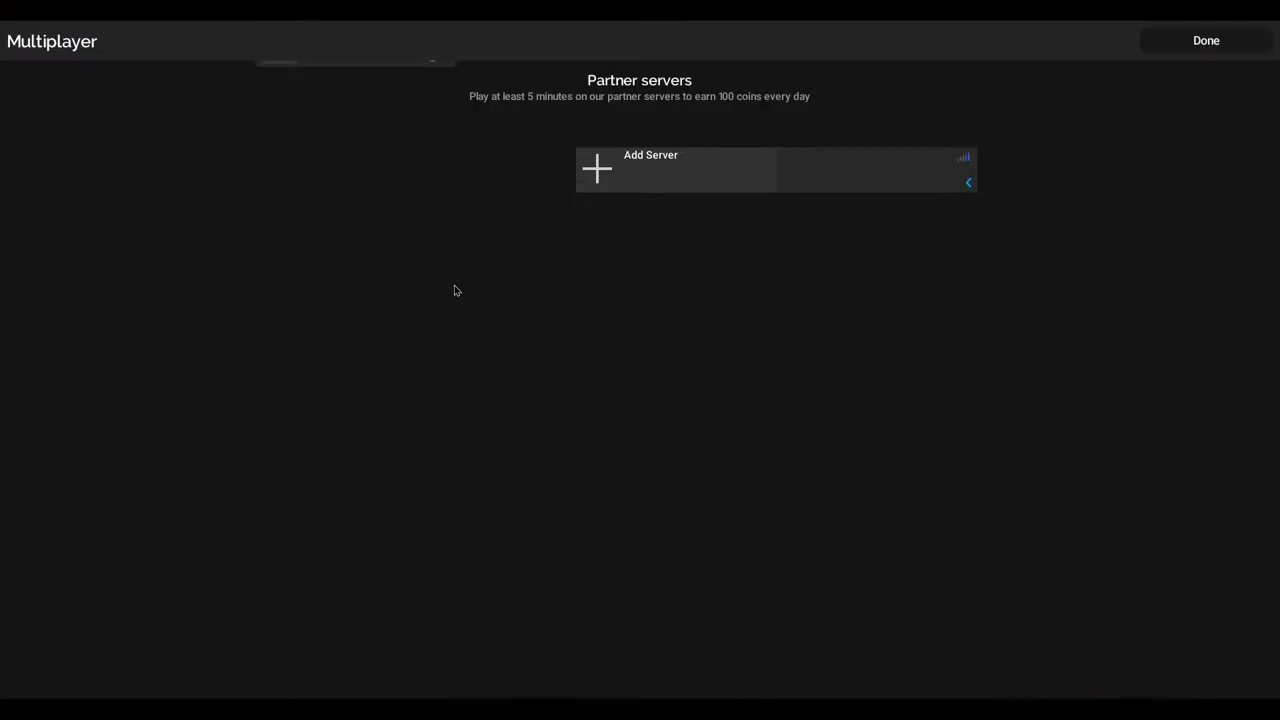 Multiplayer
Done
Partner servers
Play at least 5 minutes on our partner servers to earn 100 coins every day
Add Server